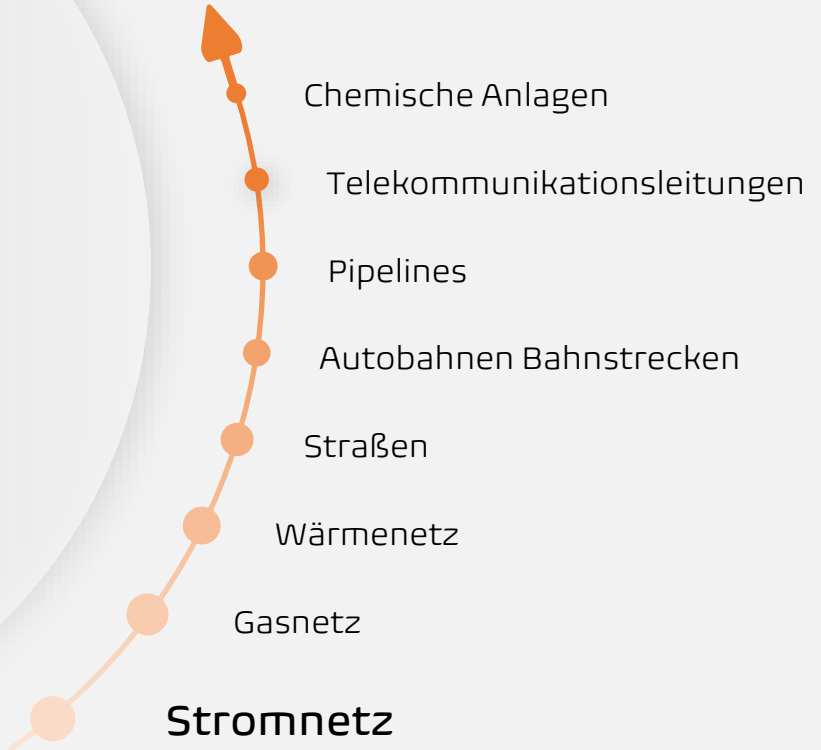 Chemische Anlagen
Telekommunikationsleitungen
Pipelines
Autobahnen Bahnstrecken
Straßen
Wärmenetz
Gasnetz
Stromnetz